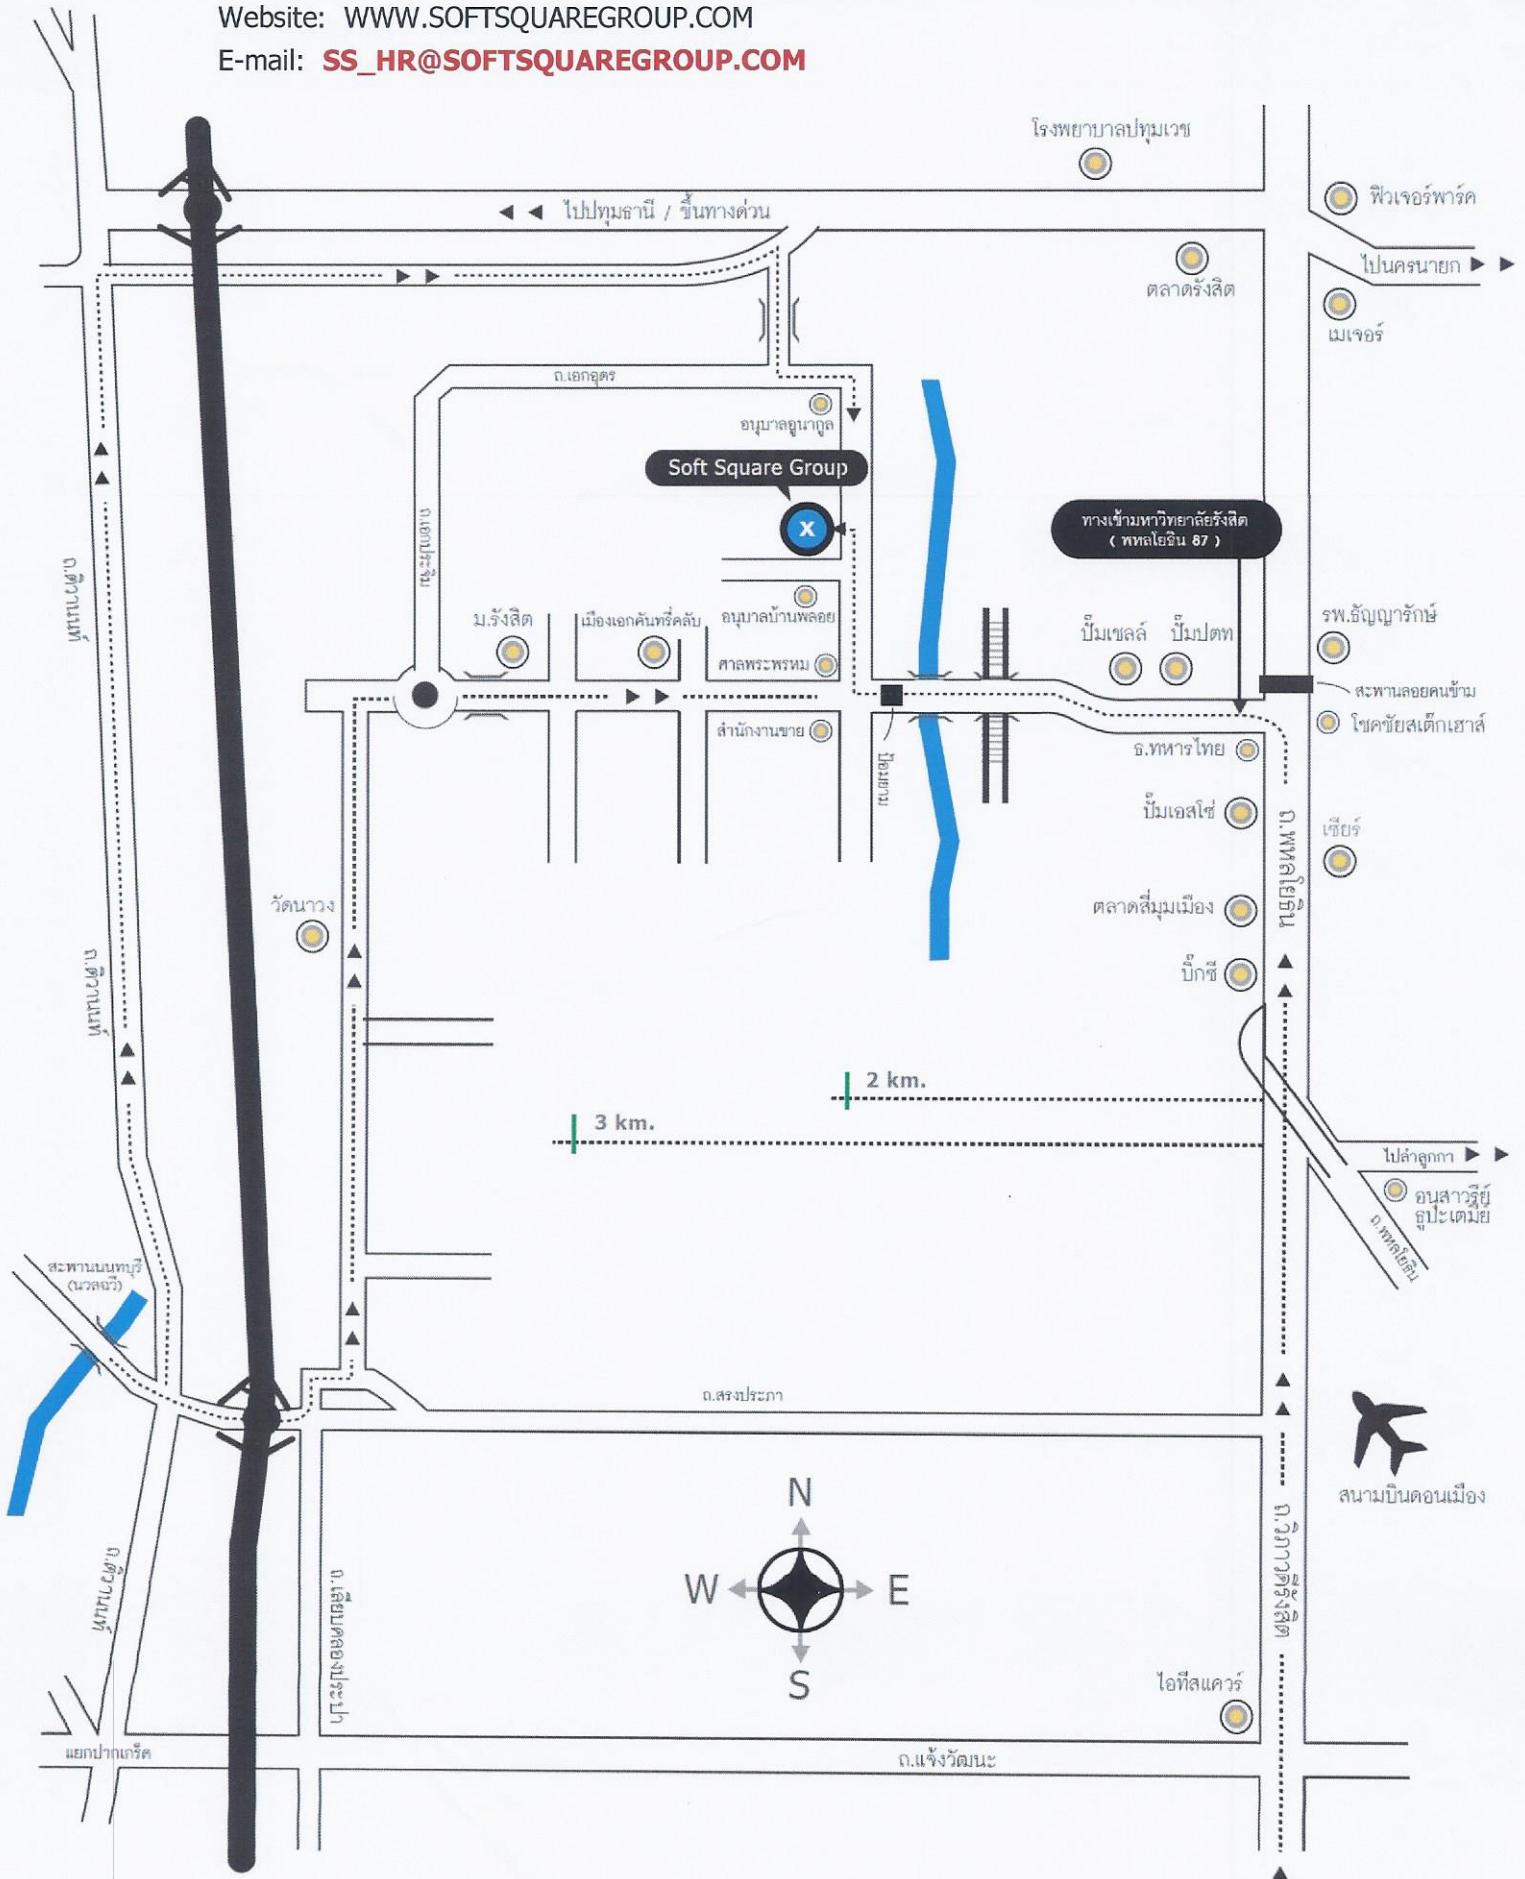 Website: WWW.SOFTSQUAREGROUP.COM
E-mail: SS_HR@SOFTSQUAREGROUP.COM
โรงพยาบาลปทุมเวช
ฟิวเจอร์พาร์ค
ไปปทุมธานี / ขึ้นทางด่วน
ไปนครนายก
ตลาดรังสิต
เมเจอร์
ถ.เอกอุดร
อนุบาลอูนากูล
Soft Square Group
X
ทางเข้ามหาวิทยาลัยรังสิต
( พหลโยธิน 87 )
ถ.เอกประจิม
ถ.ติวานนท์
ม.รังสิต
เมืองเอกคันทรี่คลับ
อนุบาลบ้านพลอย
ปั๊มเชลล์
ปั๊มปตท
รพ.ธัญญารักษ์
ศาลพระพรหม
สะพานลอยคนข้าม
สำนักงานขาย
โชคชัยสเต็กเฮาส์
ป้อมยาม
ธ.ทหารไทย
ปั๊มเอสโซ่
เซียร์
ถ.พหลโยธิน
วัดนาวง
ตลาดสี่มุมเมือง
บิ๊กซี
ถ.ติวานนท์
2 km.
3 km.
ไปลำลูกกา
อนุสาวรีย์
ธูปะเตมีย์
ถ.พหลโยธิน
สะพานนนทบุรี
(นวลฉวี)
ถ.สรงประภา
สนามบินดอนเมือง
N
W
E
S
ถ.ติวานนท์
ถ.เลียบคลองประปา
ถ.วิภาวดีรังสิต
ไอทีสแควร์
แยกปากเกร็ด
ถ.แจ้งวัฒนะ